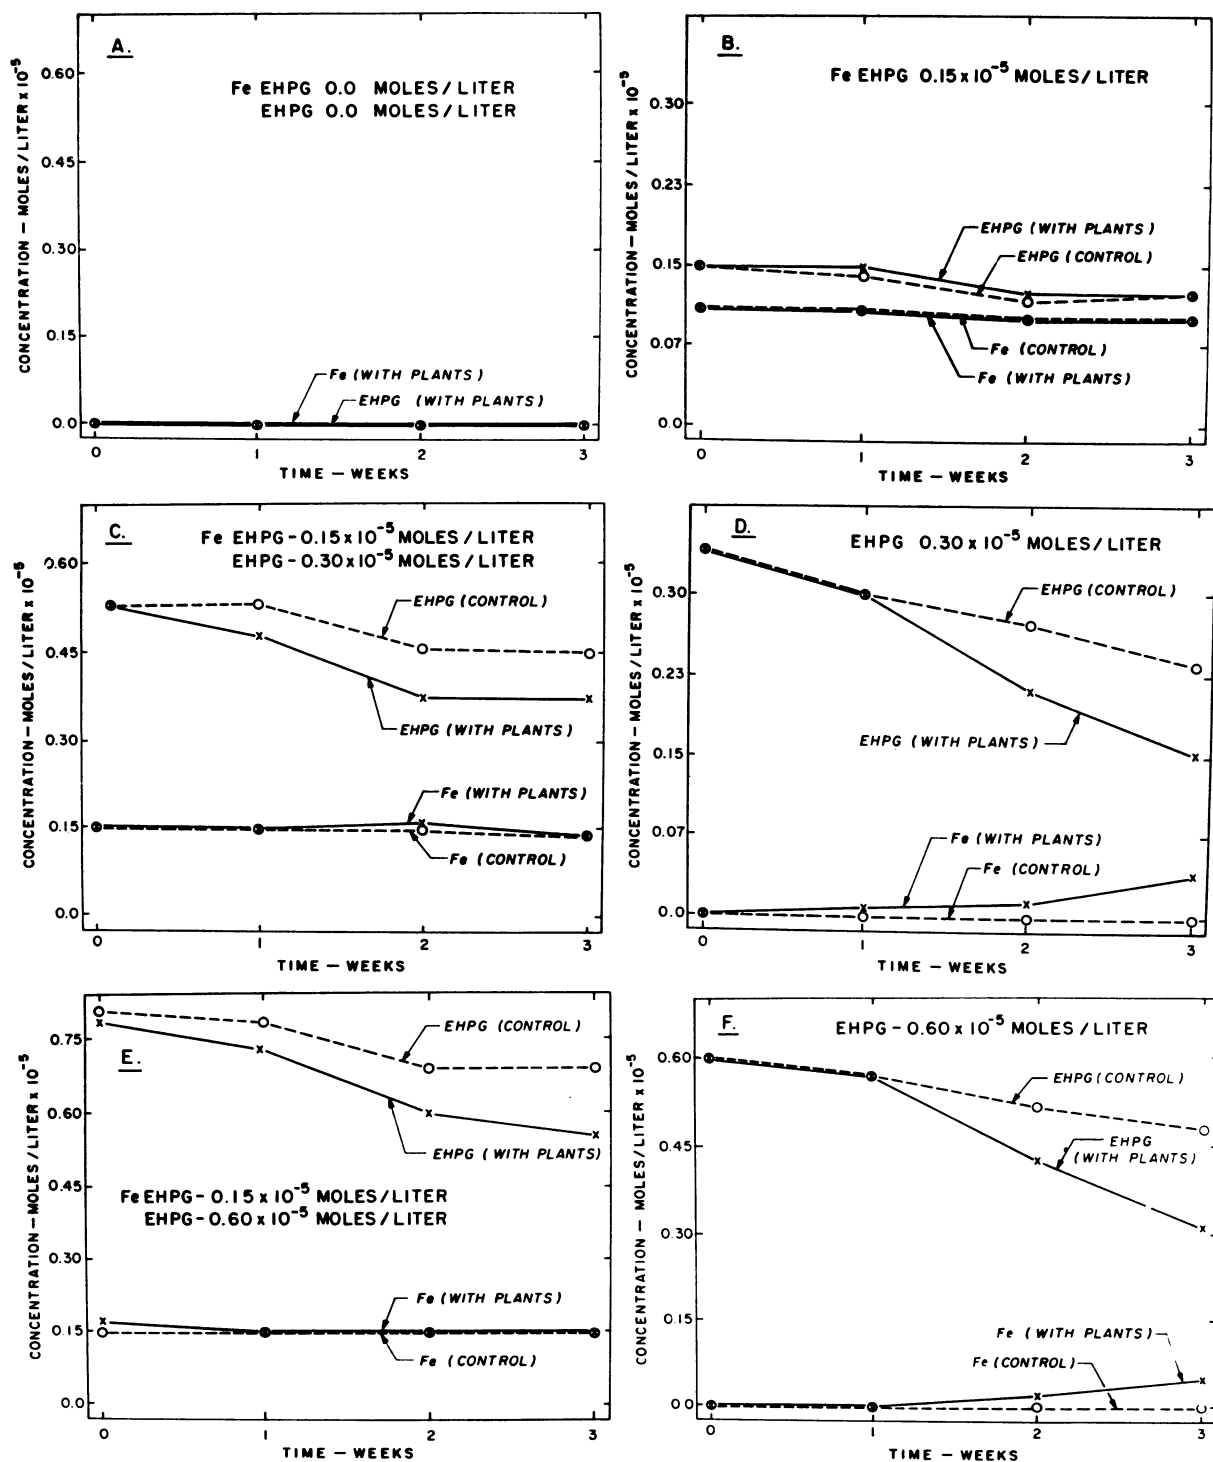 A.
Fe EHPG 0.0 MOLES/LITER
EHPG 0.0 MOLES/LITER
CONCENTRATION — MOLES/LITER x 10⁻⁵
0.60
0.45
0.30
0.15
0.0
Fe (WITH PLANTS)
EHPG (WITH PLANTS)
0 1 2 3
TIME — WEEKS
B.
Fe EHPG 0.15 x 10⁻⁵ MOLES/LITER
CONCENTRATION — MOLES/LITER x 10⁻⁵
0.30
0.23
0.15
0.07
0.0
EHPG (WITH PLANTS)
EHPG (CONTROL)
Fe (CONTROL)
Fe (WITH PLANTS)
0 1 2 3
TIME — WEEKS
C.
Fe EHPG - 0.15 x 10⁻⁵ MOLES/LITER
EHPG - 0.30 x 10⁻⁵ MOLES/LITER
CONCENTRATION — MOLES/LITER x 10⁻⁵
0.60
0.45
0.30
0.15
0.0
EHPG (CONTROL)
EHPG (WITH PLANTS)
Fe (WITH PLANTS)
Fe (CONTROL)
0 1 2 3
TIME — WEEKS
D.
EHPG 0.30 x 10⁻⁵ MOLES/LITER
CONCENTRATION — MOLES/LITER x 10⁻⁵
0.30
0.23
0.15
0.07
0.0
EHPG (CONTROL)
EHPG (WITH PLANTS)
Fe (WITH PLANTS)
Fe (CONTROL)
0 1 2 3
TIME — WEEKS
E.
CONCENTRATION — MOLES/LITER x 10⁻⁵
0.75
0.60
0.45
0.30
0.15
0.0
EHPG (CONTROL)
EHPG (WITH PLANTS)
Fe EHPG - 0.15 x 10⁻⁵ MOLES/LITER
EHPG - 0.60 x 10⁻⁵ MOLES/LITER
Fe (WITH PLANTS)
Fe (CONTROL)
0 1 2 3
TIME — WEEKS
F.
EHPG - 0.60 x 10⁻⁵ MOLES/LITER
CONCENTRATION — MOLES/LITER x 10⁻⁵
0.60
0.45
0.30
0.15
0.0
EHPG (CONTROL)
EHPG
(WITH PLANTS)
Fe (WITH PLANTS)
Fe (CONTROL)
0 1 2 3
TIME — WEEKS